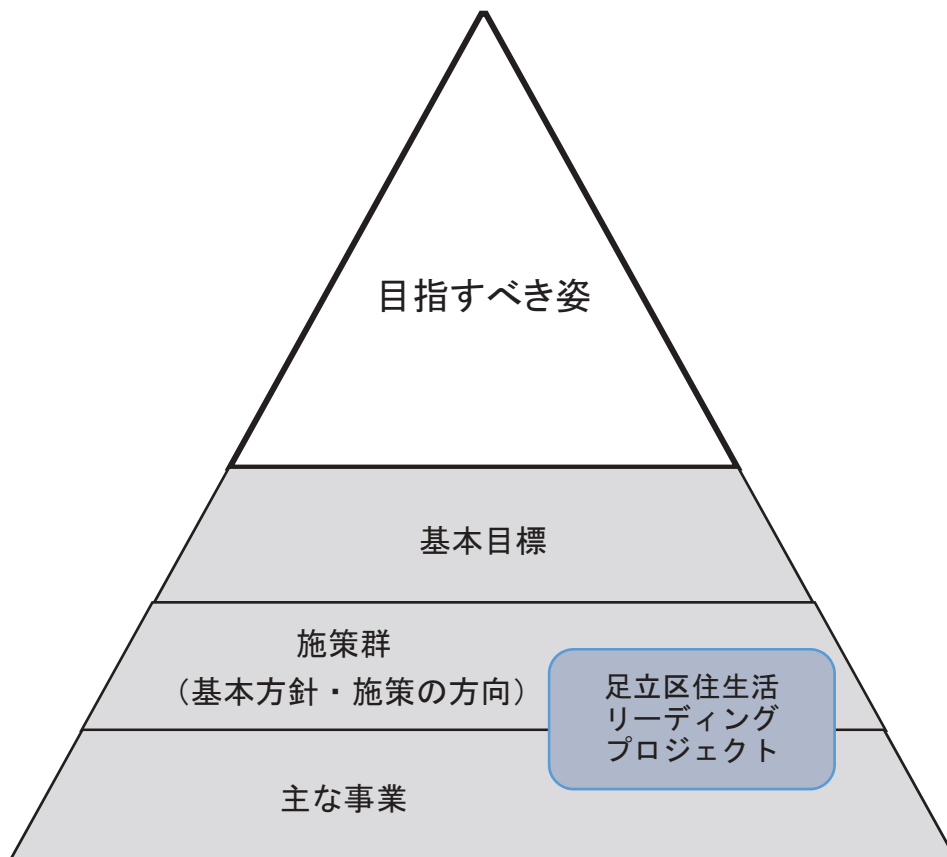 目指すべき姿
基本目標
施策群
（基本方針・施策の方向）
足立区住生活
リーディング
プロジェクト
主な事業